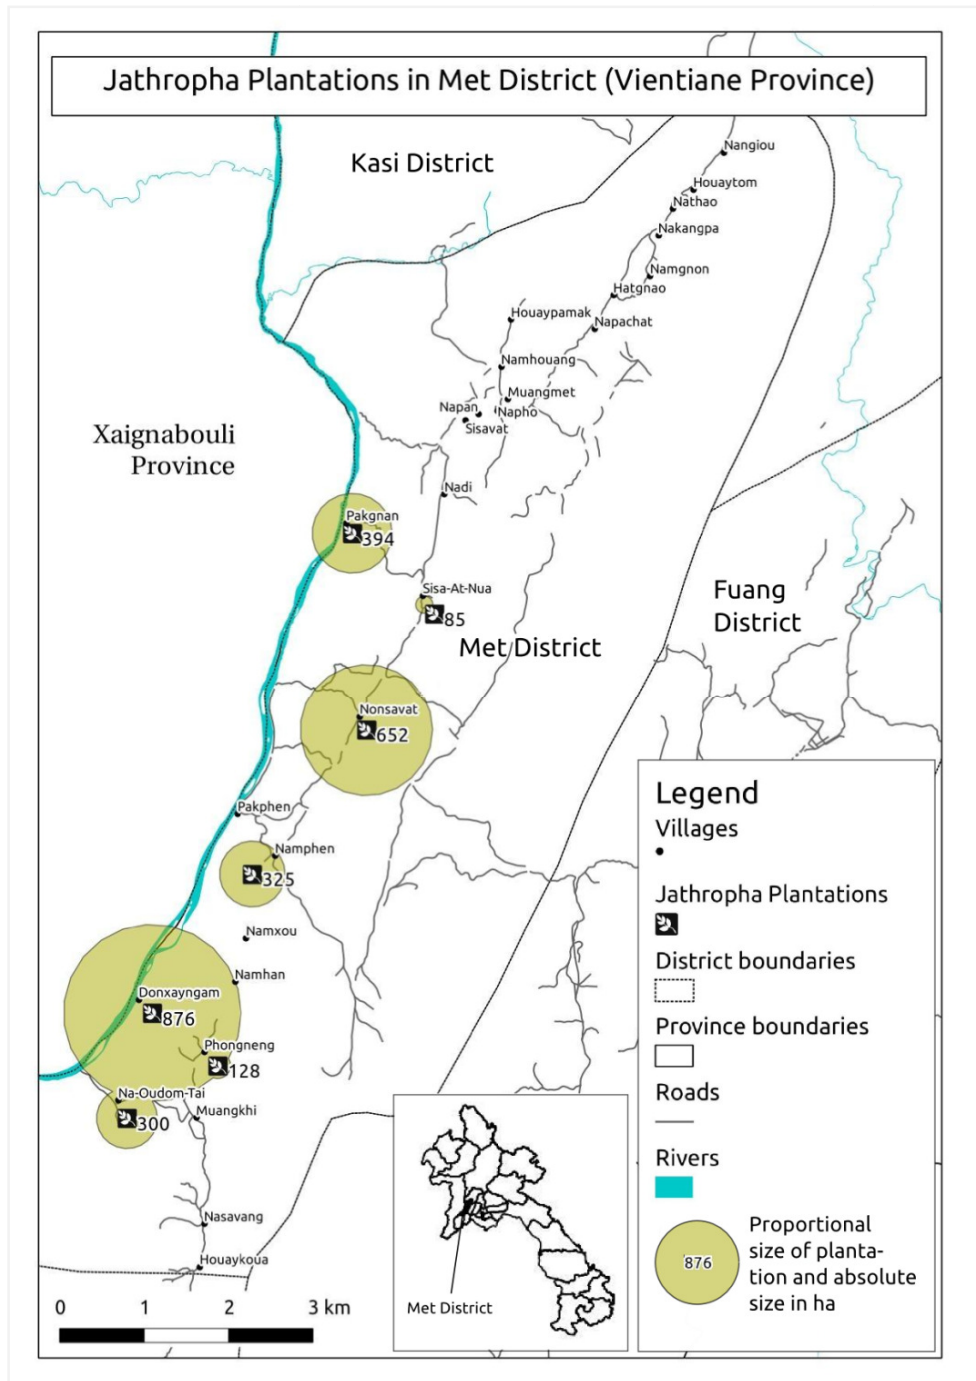 Jathropha Plantations in Met District (Vientiane Province)
Kasi District
Nangiou
Houaytom
Nathao
Nakangpa
Namgnon
Hatgnao
Houaypamak
Napachat
Namhouang
Muangmet
Napan
Napho
Sisavat
Xaignabouli
Province
Nadi
Pakgnan
394
Sisa-At-Nua
85
Fuang
District
Met District
Nonsavat
652
Pakphen
Namphen
325
Namxou
Namhan
Donxayngam
876
Phongneng
128
Na-Oudom-Tai
300
Muangkhi
Nasavang
Houaykoua
0 1 2 3 km
Met District
Legend
Villages
Jathropha Plantations
District boundaries
Province boundaries
Roads
Rivers
876
Proportional
size of planta-
tion and absolute
size in ha